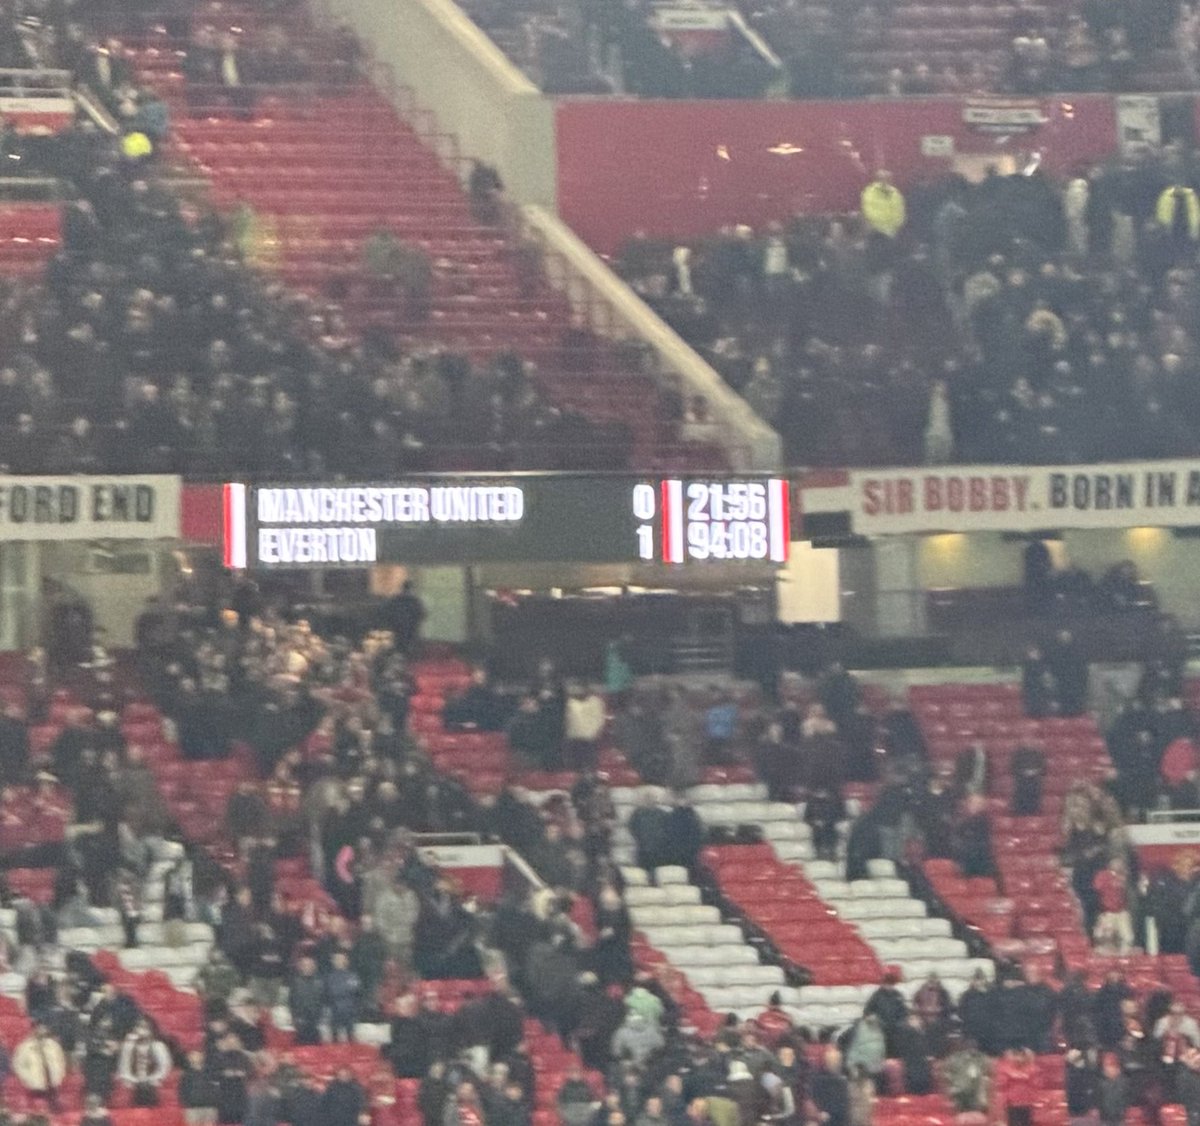 FORD END
MANCHESTER UNITED 0 21:56
EVERTON 1 94:08
SIR BOBBY. BORN IN A